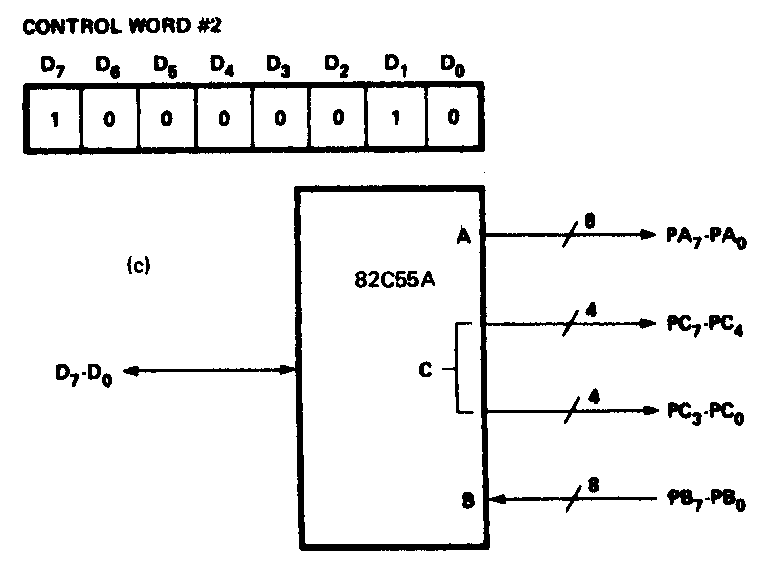 CONTROL WORD #2
D₇ D₆ D₅ D₄ D₃ D₂ D₁ D₀
1 0 0 0 0 0 1 0
A 8 PA₇-PA₀
(c)
82C55A
4 PC₇-PC₄
D₇-D₀ C
4 PC₃-PC₀
B 8 PB₇-PB₀